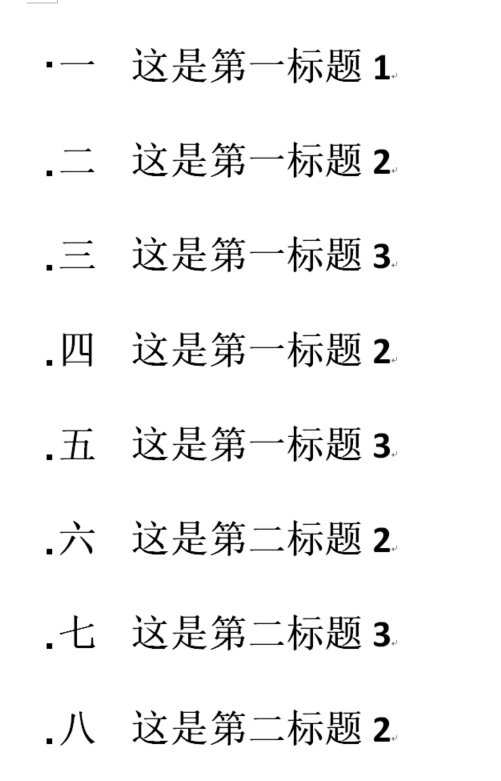 一 这是第一标题 1
二 这是第一标题 2
三 这是第一标题 3
四 这是第一标题 2
五 这是第一标题 3
六 这是第二标题 2
七 这是第二标题 3
八 这是第二标题 2